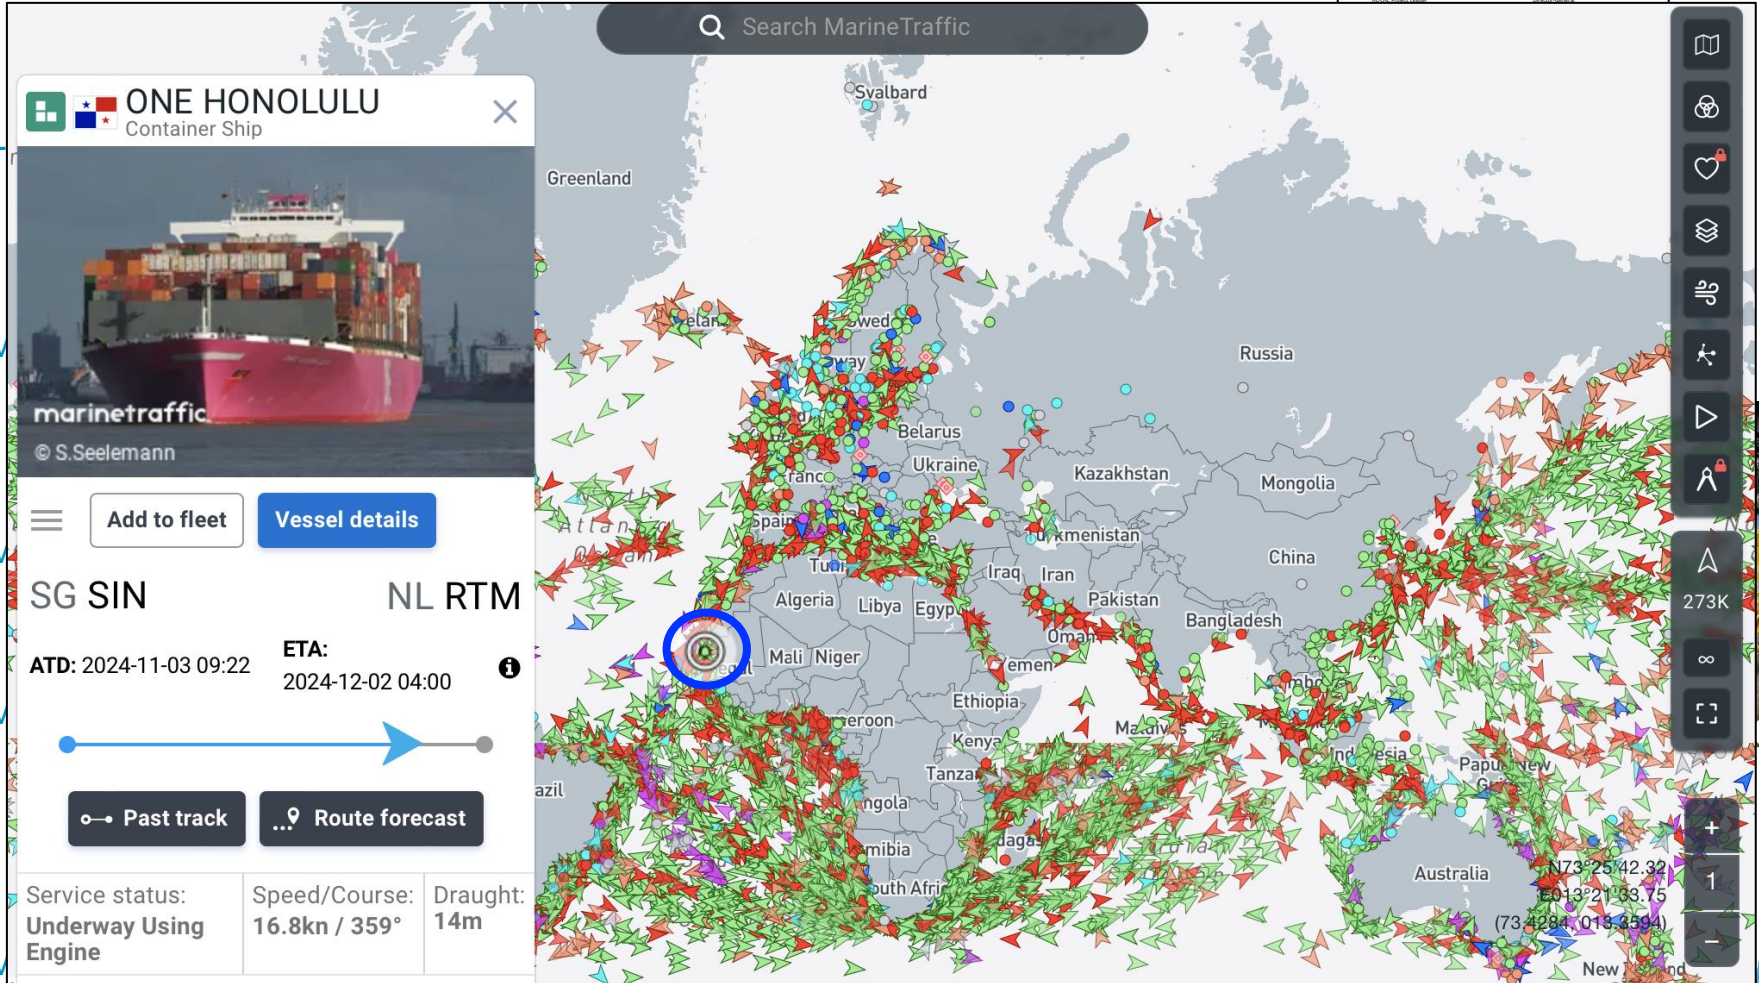 Search MarineTraffic
ONE HONOLULU
Container Ship
marinetraffic
© S.Seelemann
Add to fleet
Vessel details
SG SIN
NL RTM
ATD: 2024-11-03 09:22
ETA:
2024-12-02 04:00
Past track
Route forecast
Service status:
Underway Using
Engine
Speed/Course:
16.8kn / 359°
Draught:
14m
Svalbard
Greenland
Russia
Belarus
Ukraine
Kazakhstan
Mongolia
Spain
Atlantic
China
Iraq
Iran
Algeria
Libya
Pakistan
Bangladesh
Oman
Mali
Niger
Ethiopia
Kenya
Australia
273K
N73°25'42.32
E013°21'33.75
(73.4284, 013.3594)
+
1
−